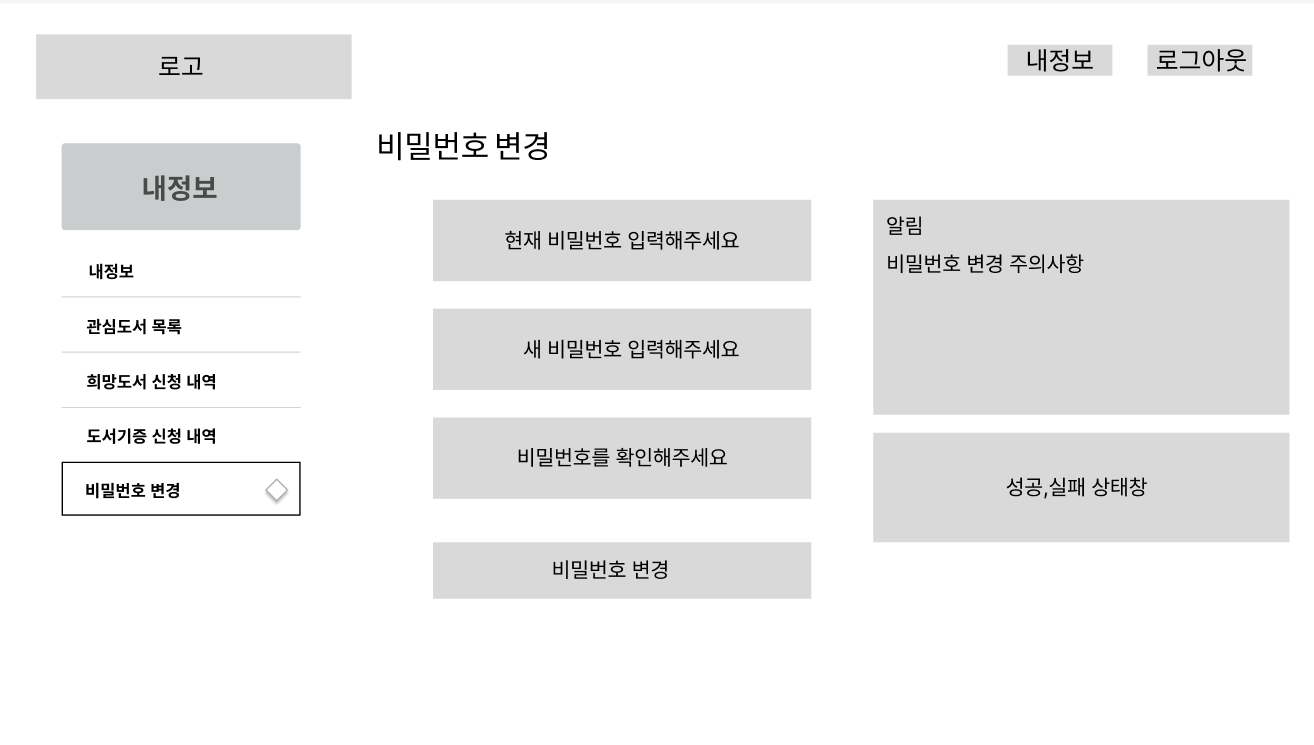 로고
내정보
로그아웃
내정보
내정보
관심도서 목록
희망도서 신청 내역
도서기증 신청 내역
비밀번호 변경
비밀번호 변경
현재 비밀번호 입력해주세요
새 비밀번호 입력해주세요
비밀번호를 확인해주세요
비밀번호 변경
알림
비밀번호 변경 주의사항
성공,실패 상태창